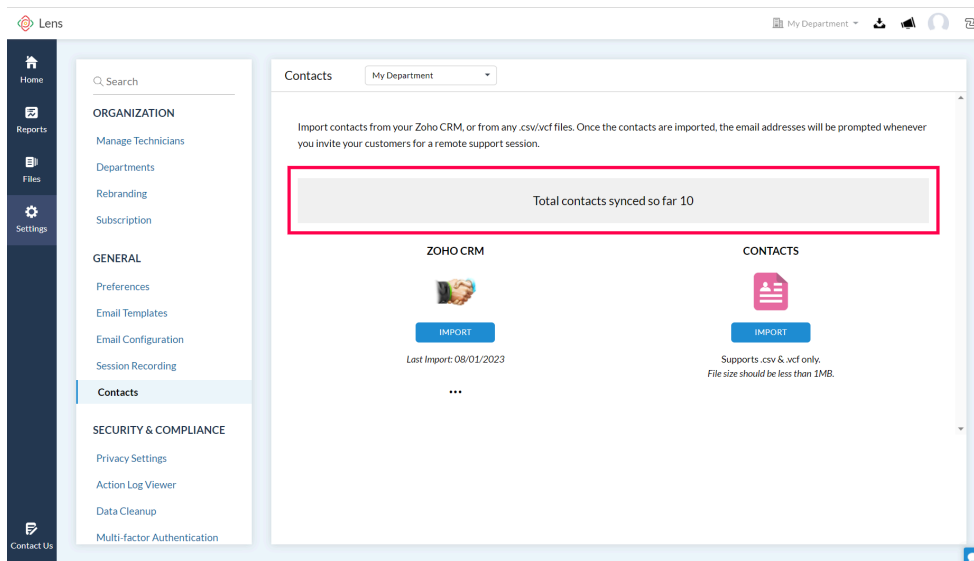 Lens
My Department
Home
Reports
Files
Settings
Contact Us
Search
ORGANIZATION
Manage Technicians
Departments
Rebranding
Subscription
GENERAL
Preferences
Email Templates
Email Configuration
Session Recording
Contacts
SECURITY & COMPLIANCE
Privacy Settings
Action Log Viewer
Data Cleanup
Multi-factor Authentication
Contacts
My Department
Import contacts from your Zoho CRM, or from any .csv/.vcf files. Once the contacts are imported, the email addresses will be prompted whenever
you invite your customers for a remote support session.
Total contacts synced so far 10
ZOHO CRM
IMPORT
Last Import: 08/01/2023
...
CONTACTS
IMPORT
Supports .csv & .vcf only.
File size should be less than 1MB.